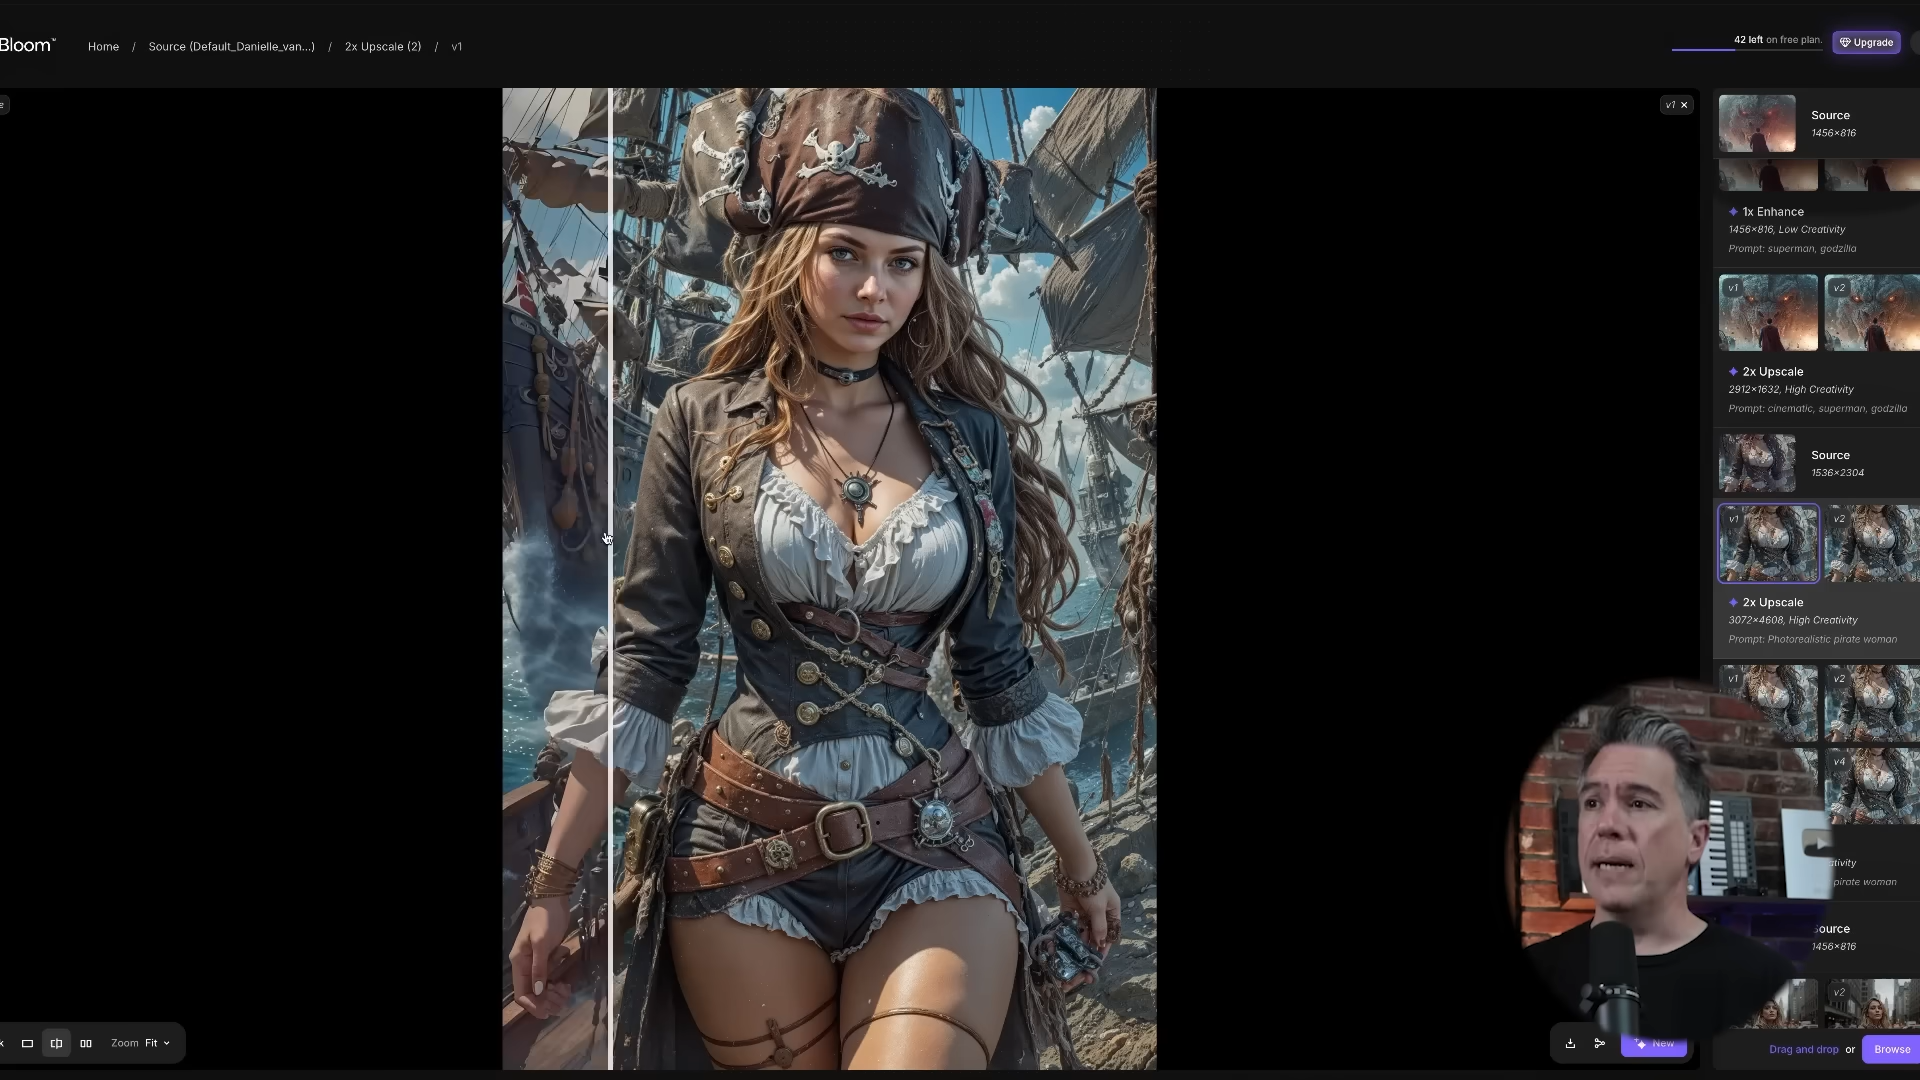 Bloom™
Home / Source (Default_Danielle_van...) / 2x Upscale (2) / v1
42 left on free plan.
Upgrade
e
v1 ×
Source
1456×816
1x Enhance
1456×816, Low Creativity
Prompt: superman, godzilla
v1 v2
2x Upscale
2912×1632, High Creativity
Prompt: cinematic, superman, godzilla
Source
1536×2304
v1 v2
2x Upscale
3072×4608, High Creativity
Prompt: Photorealistic pirate woman
v1 v2
v4
ativity
pirate woman
Source
1456×816
v2
Zoom Fit
New
Drag and drop or Browse